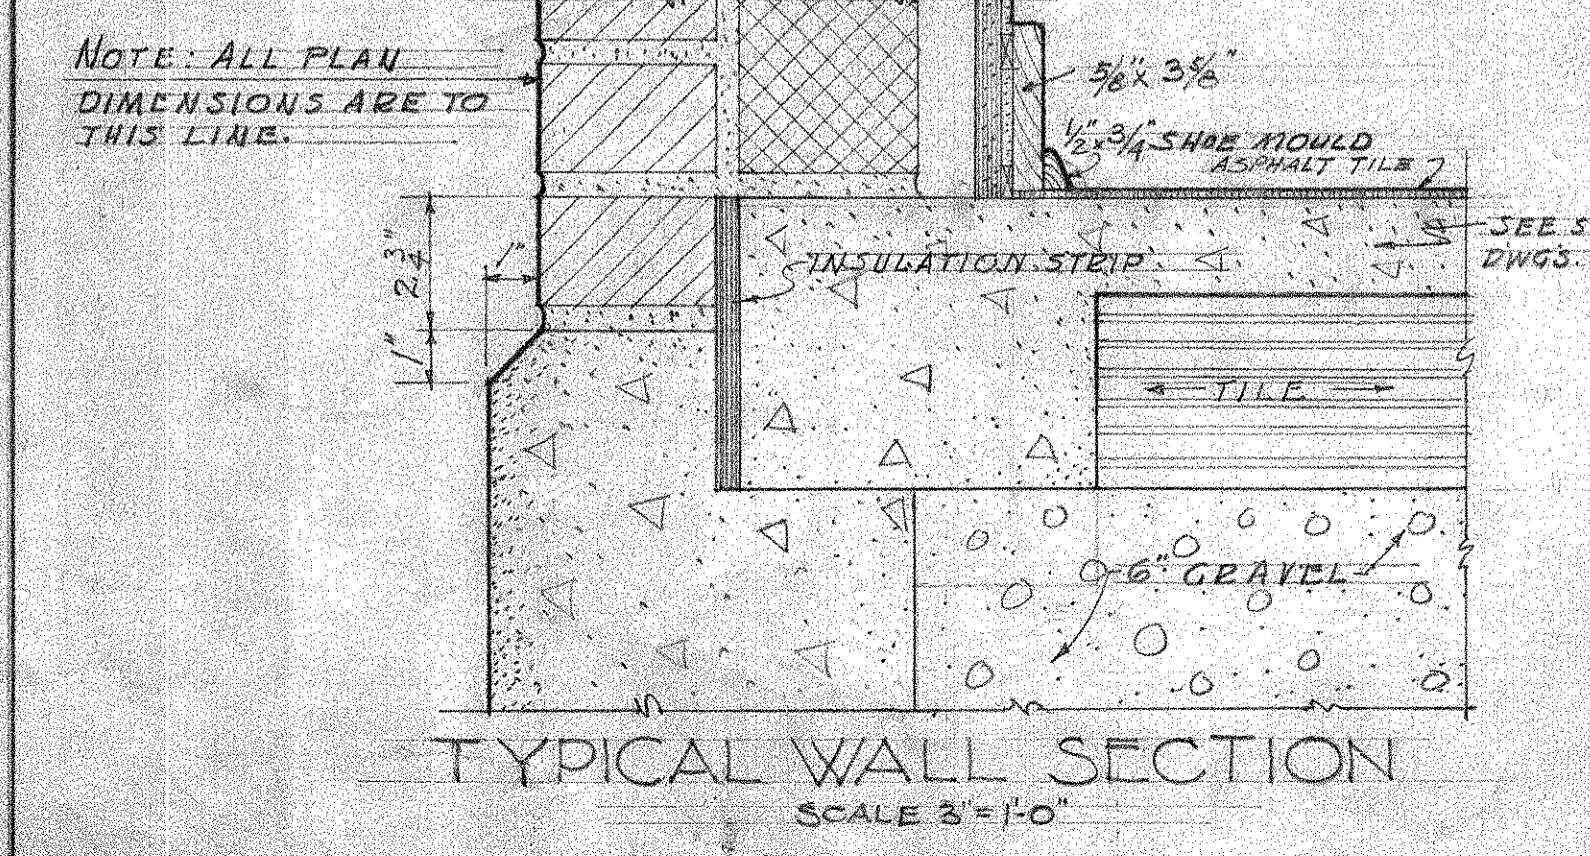 NOTE: ALL PLAN
DIMENSIONS ARE TO
THIS LINE.
5/8" x 3 5/8"
1/2" x 3/4" SHOE MOULD
ASPHALT TILE
SEE S
DWGS.
2 3/4"
1"
1"
INSULATION STRIP
TILE
6" GRAVEL
TYPICAL WALL SECTION
SCALE 3" = 1'-0"